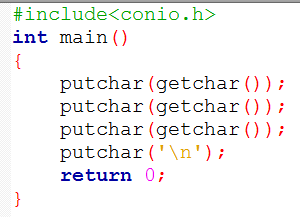 #include<conio.h>
int main()
{
    putchar(getchar());
    putchar(getchar());
    putchar(getchar());
    putchar('\n');
    return 0;
}